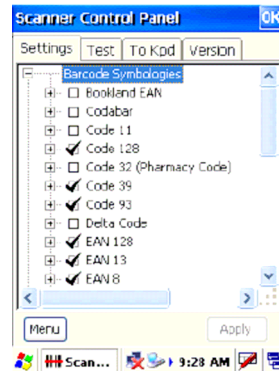 Scanner Control Panel OK
Settings Test To Kpd Version
Barcode Symbologies
Bookland EAN
Codabar
Code 11
Code 128
Code 32 (Pharmacy Code)
Code 39
Code 93
Delta Code
EAN 128
EAN 13
EAN 8
Menu Apply
Scan... 9:28 AM